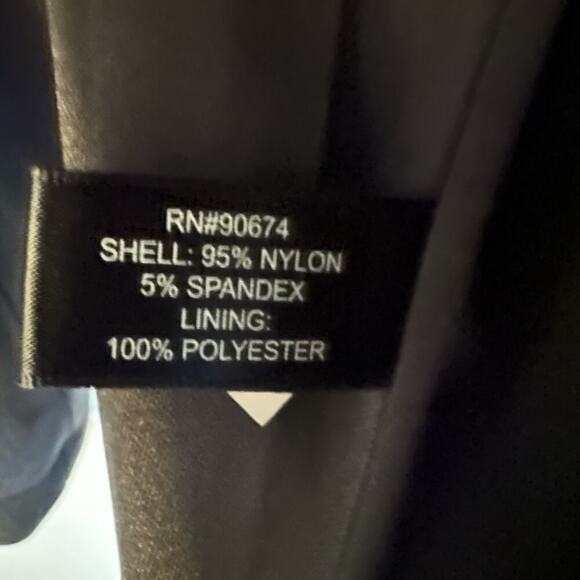 RN#90674
SHELL: 95% NYLON
5% SPANDEX
LINING:
100% POLYESTER